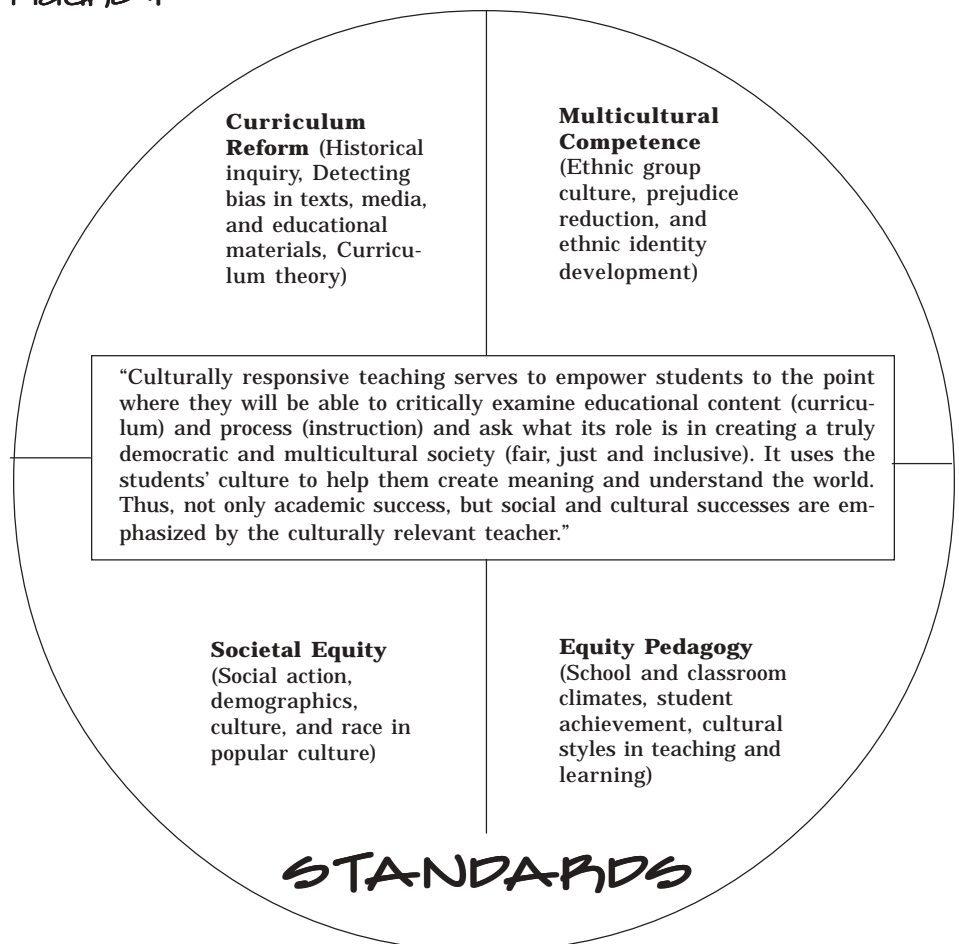 Curriculum
Reform (Historical
inquiry, Detecting
bias in texts, media,
and educational
materials, Curricu-
lum theory)
Multicultural
Competence
(Ethnic group
culture, prejudice
reduction, and
ethnic identity
development)
“Culturally responsive teaching serves to empower students to the point
where they will be able to critically examine educational content (curricu-
lum) and process (instruction) and ask what its role is in creating a truly
democratic and multicultural society (fair, just and inclusive). It uses the
students’ culture to help them create meaning and understand the world.
Thus, not only academic success, but social and cultural successes are em-
phasized by the culturally relevant teacher.”
Societal Equity
(Social action,
demographics,
culture, and race in
popular culture)
Equity Pedagogy
(School and classroom
climates, student
achievement, cultural
styles in teaching and
learning)
STANDARDS